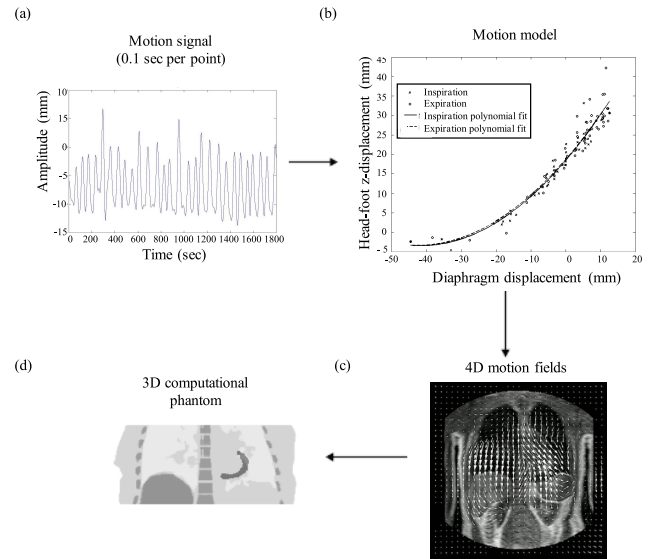 (a)
Motion signal
(0.1 sec per point)
Amplitude (mm)
10
15
0
-5
-10
-15
0 200 400 600 800 1000 1200 1400 1600 1800
Time (sec)
(b)
Motion model
Head-foot z-displacement (mm)
45
40
35
30
25
20
15
10
5
0
- 5
Inspiration
Expiration
Inspiration polynomial fit
Expiration polynomial fit
-50 -40 -30 -20 -10 0 10 20
Diaphragm displacement (mm)
(d)
3D computational
phantom
(c)
4D motion fields